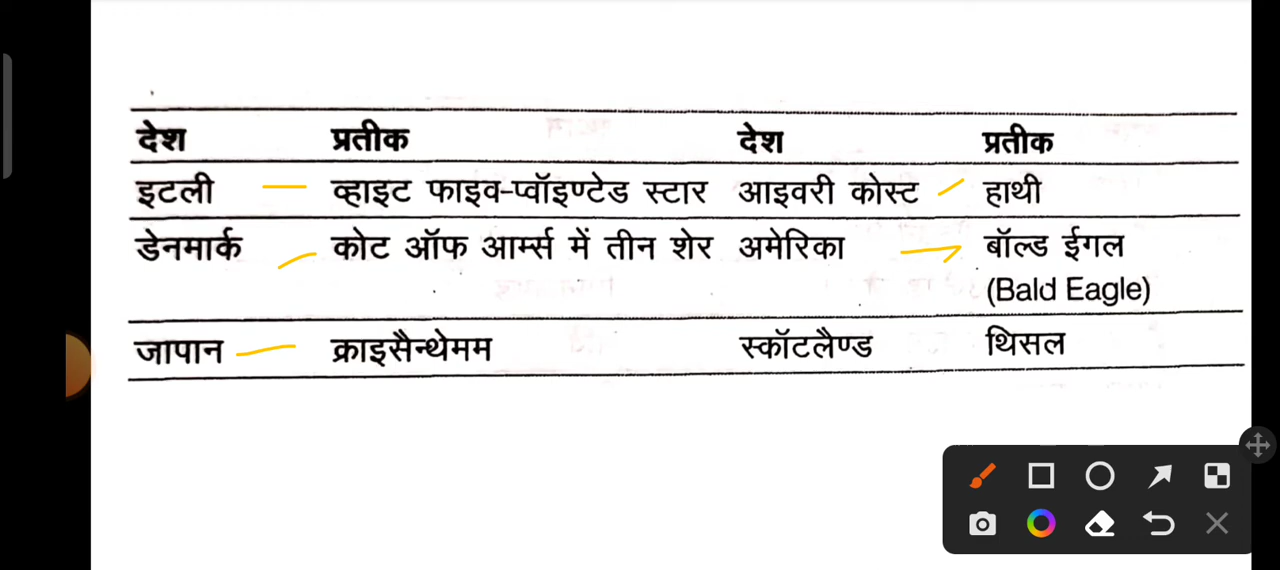 देश प्रतीक देश प्रतीक
इटली व्हाइट फाइव-प्वॉइण्टेड स्टार आइवरी कोस्ट हाथी
डेनमार्क कोट ऑफ आर्म्स में तीन शेर अमेरिका बॉल्ड ईगल
(Bald Eagle)
जापान क्राइसैन्थेमम स्कॉटलैण्ड थिसल